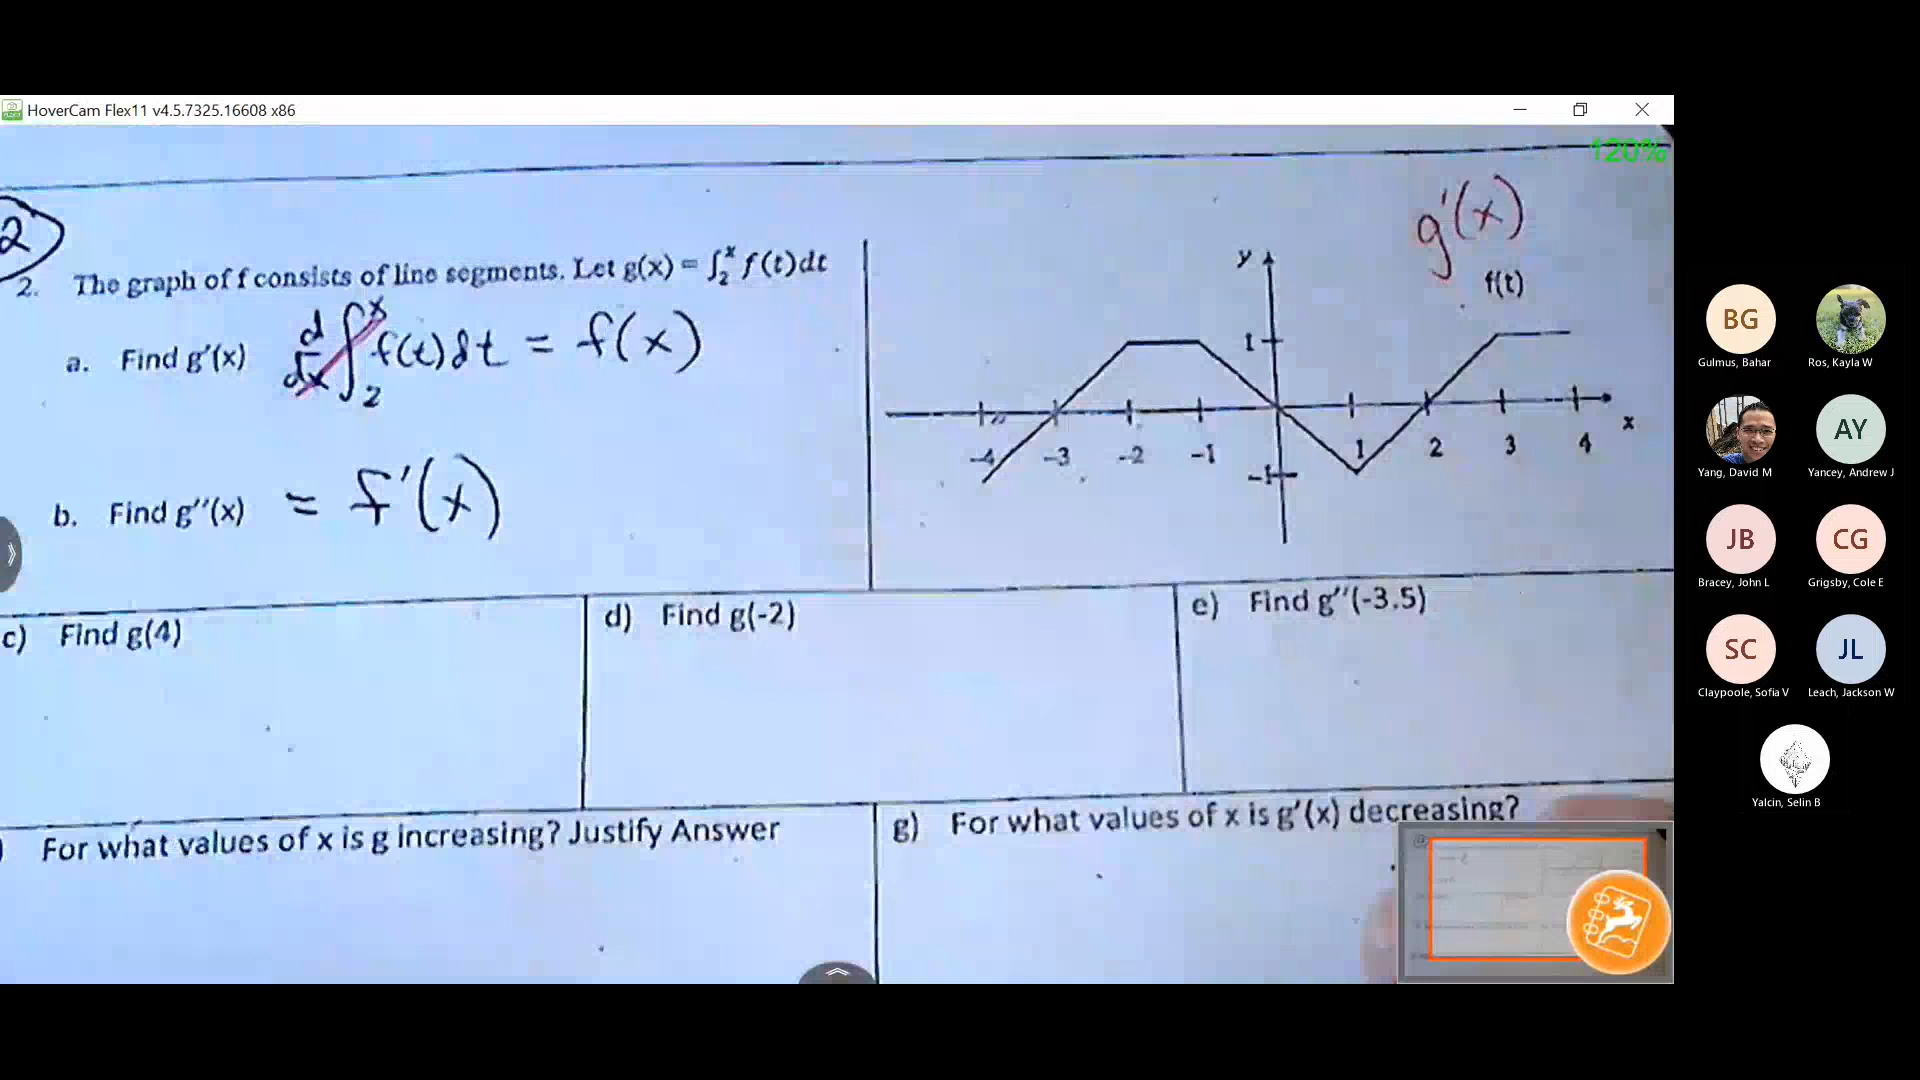 HoverCam Flex11 v4.5.7325.16608 x86
120%
2
g'(x)
2. The graph of f consists of line segments. Let g(x) = ∫₂ˣ f(t)dt
y
f(t)
a. Find g'(x) d/dx ∫₂ˣ f(t)dt = f(x)
1
x
-4 -3 -2 -1 1 2 3 4
-1
b. Find g''(x) = f'(x)
c) Find g(4)
d) Find g(-2)
e) Find g''(-3.5)
) For what values of x is g increasing? Justify Answer
g) For what values of x is g'(x) decreasing?
BG
Gulmus, Bahar
Ros, Kayla W
Yang, David M
AY
Yancey, Andrew J
JB
Bracey, John L
CG
Grigsby, Cole E
SC
Claypoole, Sofia V
JL
Leach, Jackson W
Yalcin, Selin B